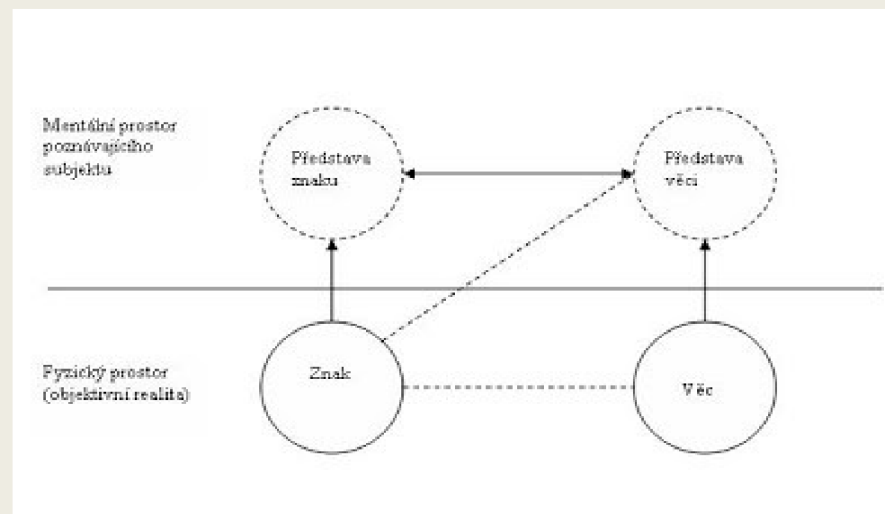 Mentální prostor
poznávajícího
subjektu
Představa
znaku
Představa
věci
Fyzický prostor
(objektivní realita)
Znak
Věc